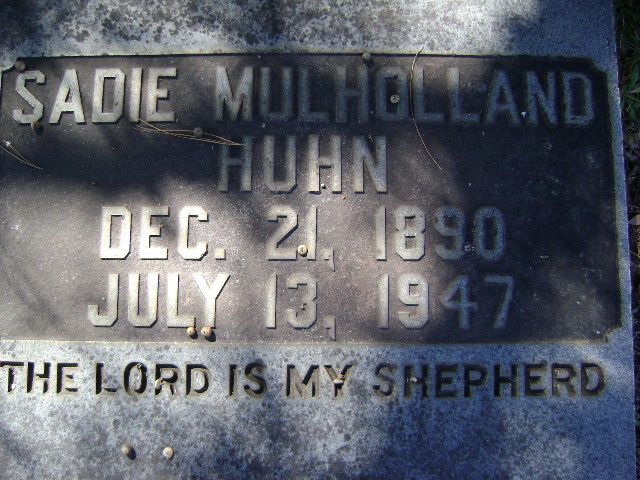 SADIE MULHOLLAND
HUHN
DEC. 21, 1890
JULY 13, 1947
THE LORD IS MY SHEPHERD